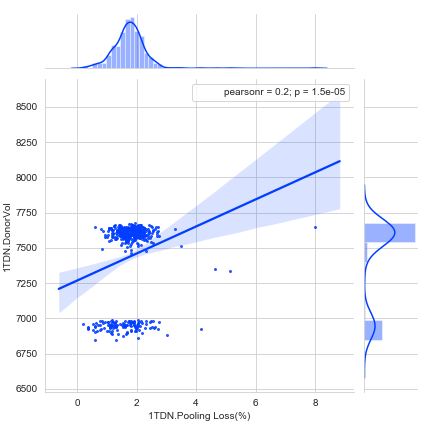 pearsonr = 0.2; p = 1.5e-05
8500
8250
8000
7750
7500
7250
7000
6750
6500
1TDN.DonorVol
0 2 4 6 8
1TDN.Pooling Loss(%)